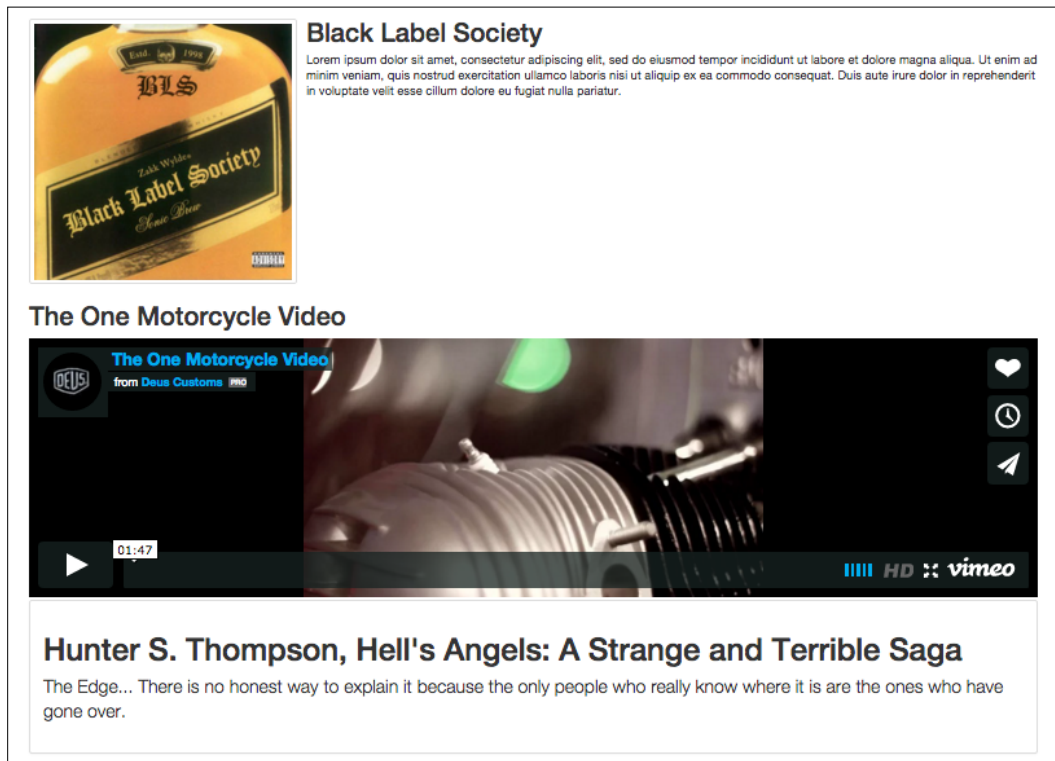 Estd. 1998
BLS
Zakk Wyldes
Black Label Society
Sonic Brew
Black Label Society
Lorem ipsum dolor sit amet, consectetur adipiscing elit, sed do eiusmod tempor incididunt ut labore et dolore magna aliqua. Ut enim ad
minim veniam, quis nostrud exercitation ullamco laboris nisi ut aliquip ex ea commodo consequat. Duis aute irure dolor in reprehenderit
in voluptate velit esse cillum dolore eu fugiat nulla pariatur.
The One Motorcycle Video
DEUS
The One Motorcycle Video
from Deus Customs PRO
01:47
HD vimeo
Hunter S. Thompson, Hell's Angels: A Strange and Terrible Saga
The Edge... There is no honest way to explain it because the only people who really know where it is are the ones who have
gone over.